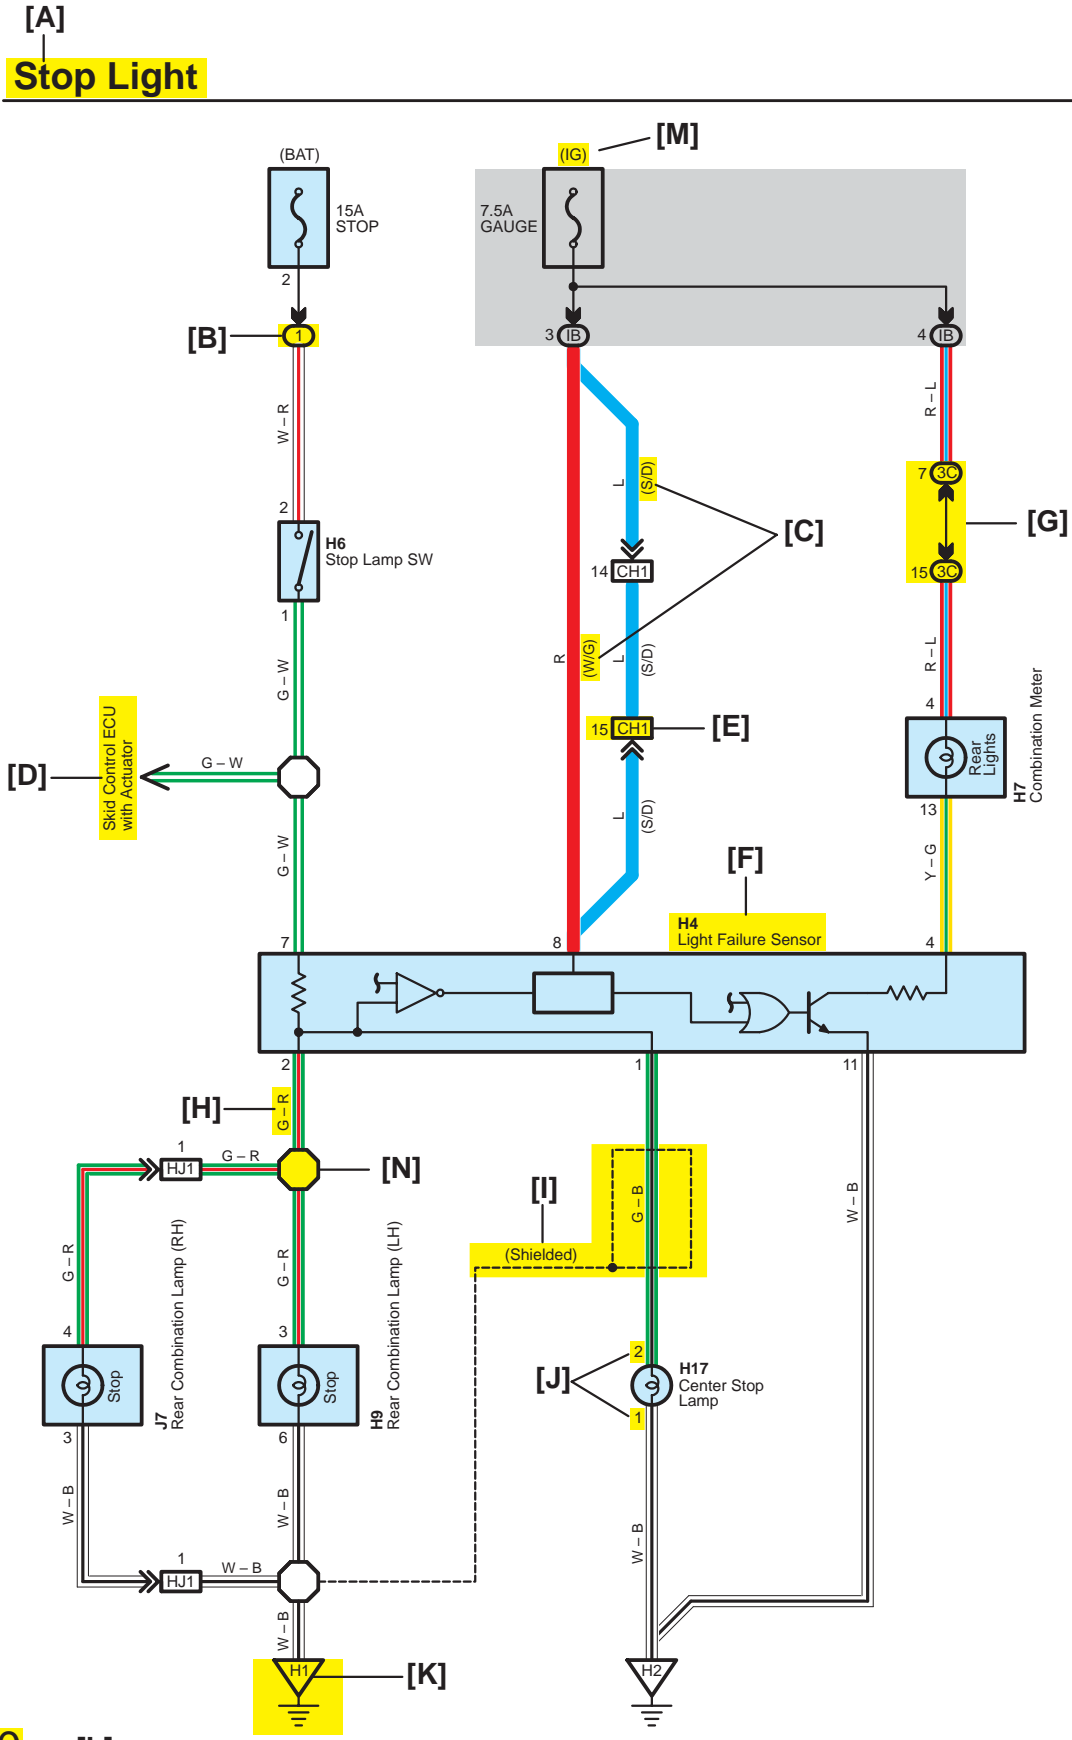 [A]
Stop Light
(BAT)
(IG)
[M]
15A
STOP
7.5A
GAUGE
2
[B]
1
3 IB
4 IB
W – R
R – L
L
(S/D)
7 3C
[C]
[G]
2
H6
Stop Lamp SW
14 CH1
15 3C
1
G – W
R
(W/G)
L
(S/D)
R – L
4
Skid Control ECU
with Actuator
[D]
G – W
15 CH1
[E]
Rear
Lights
H7
Combination Meter
13
G – W
L
(S/D)
Y – G
[F]
H4
Light Failure Sensor
7
8
4
2
1
11
[H]
G – R
1
HJ1
G – R
[N]
[I]
(Shielded)
G – B
W – B
G – R
G – R
4
3
Stop
J7
Rear Combination Lamp (RH)
Stop
H9
Rear Combination Lamp (LH)
[J]
2
1
H17
Center Stop
Lamp
3
6
W – B
W – B
W – B
1
HJ1
W – B
W – B
H1
[K]
H2